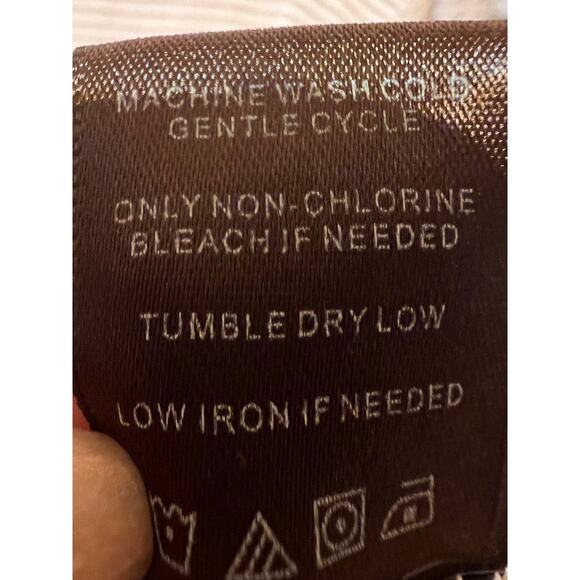 MACHINE WASH COLD
GENTLE CYCLE
ONLY NON-CHLORINE
BLEACH IF NEEDED
TUMBLE DRY LOW
LOW IRON IF NEEDED